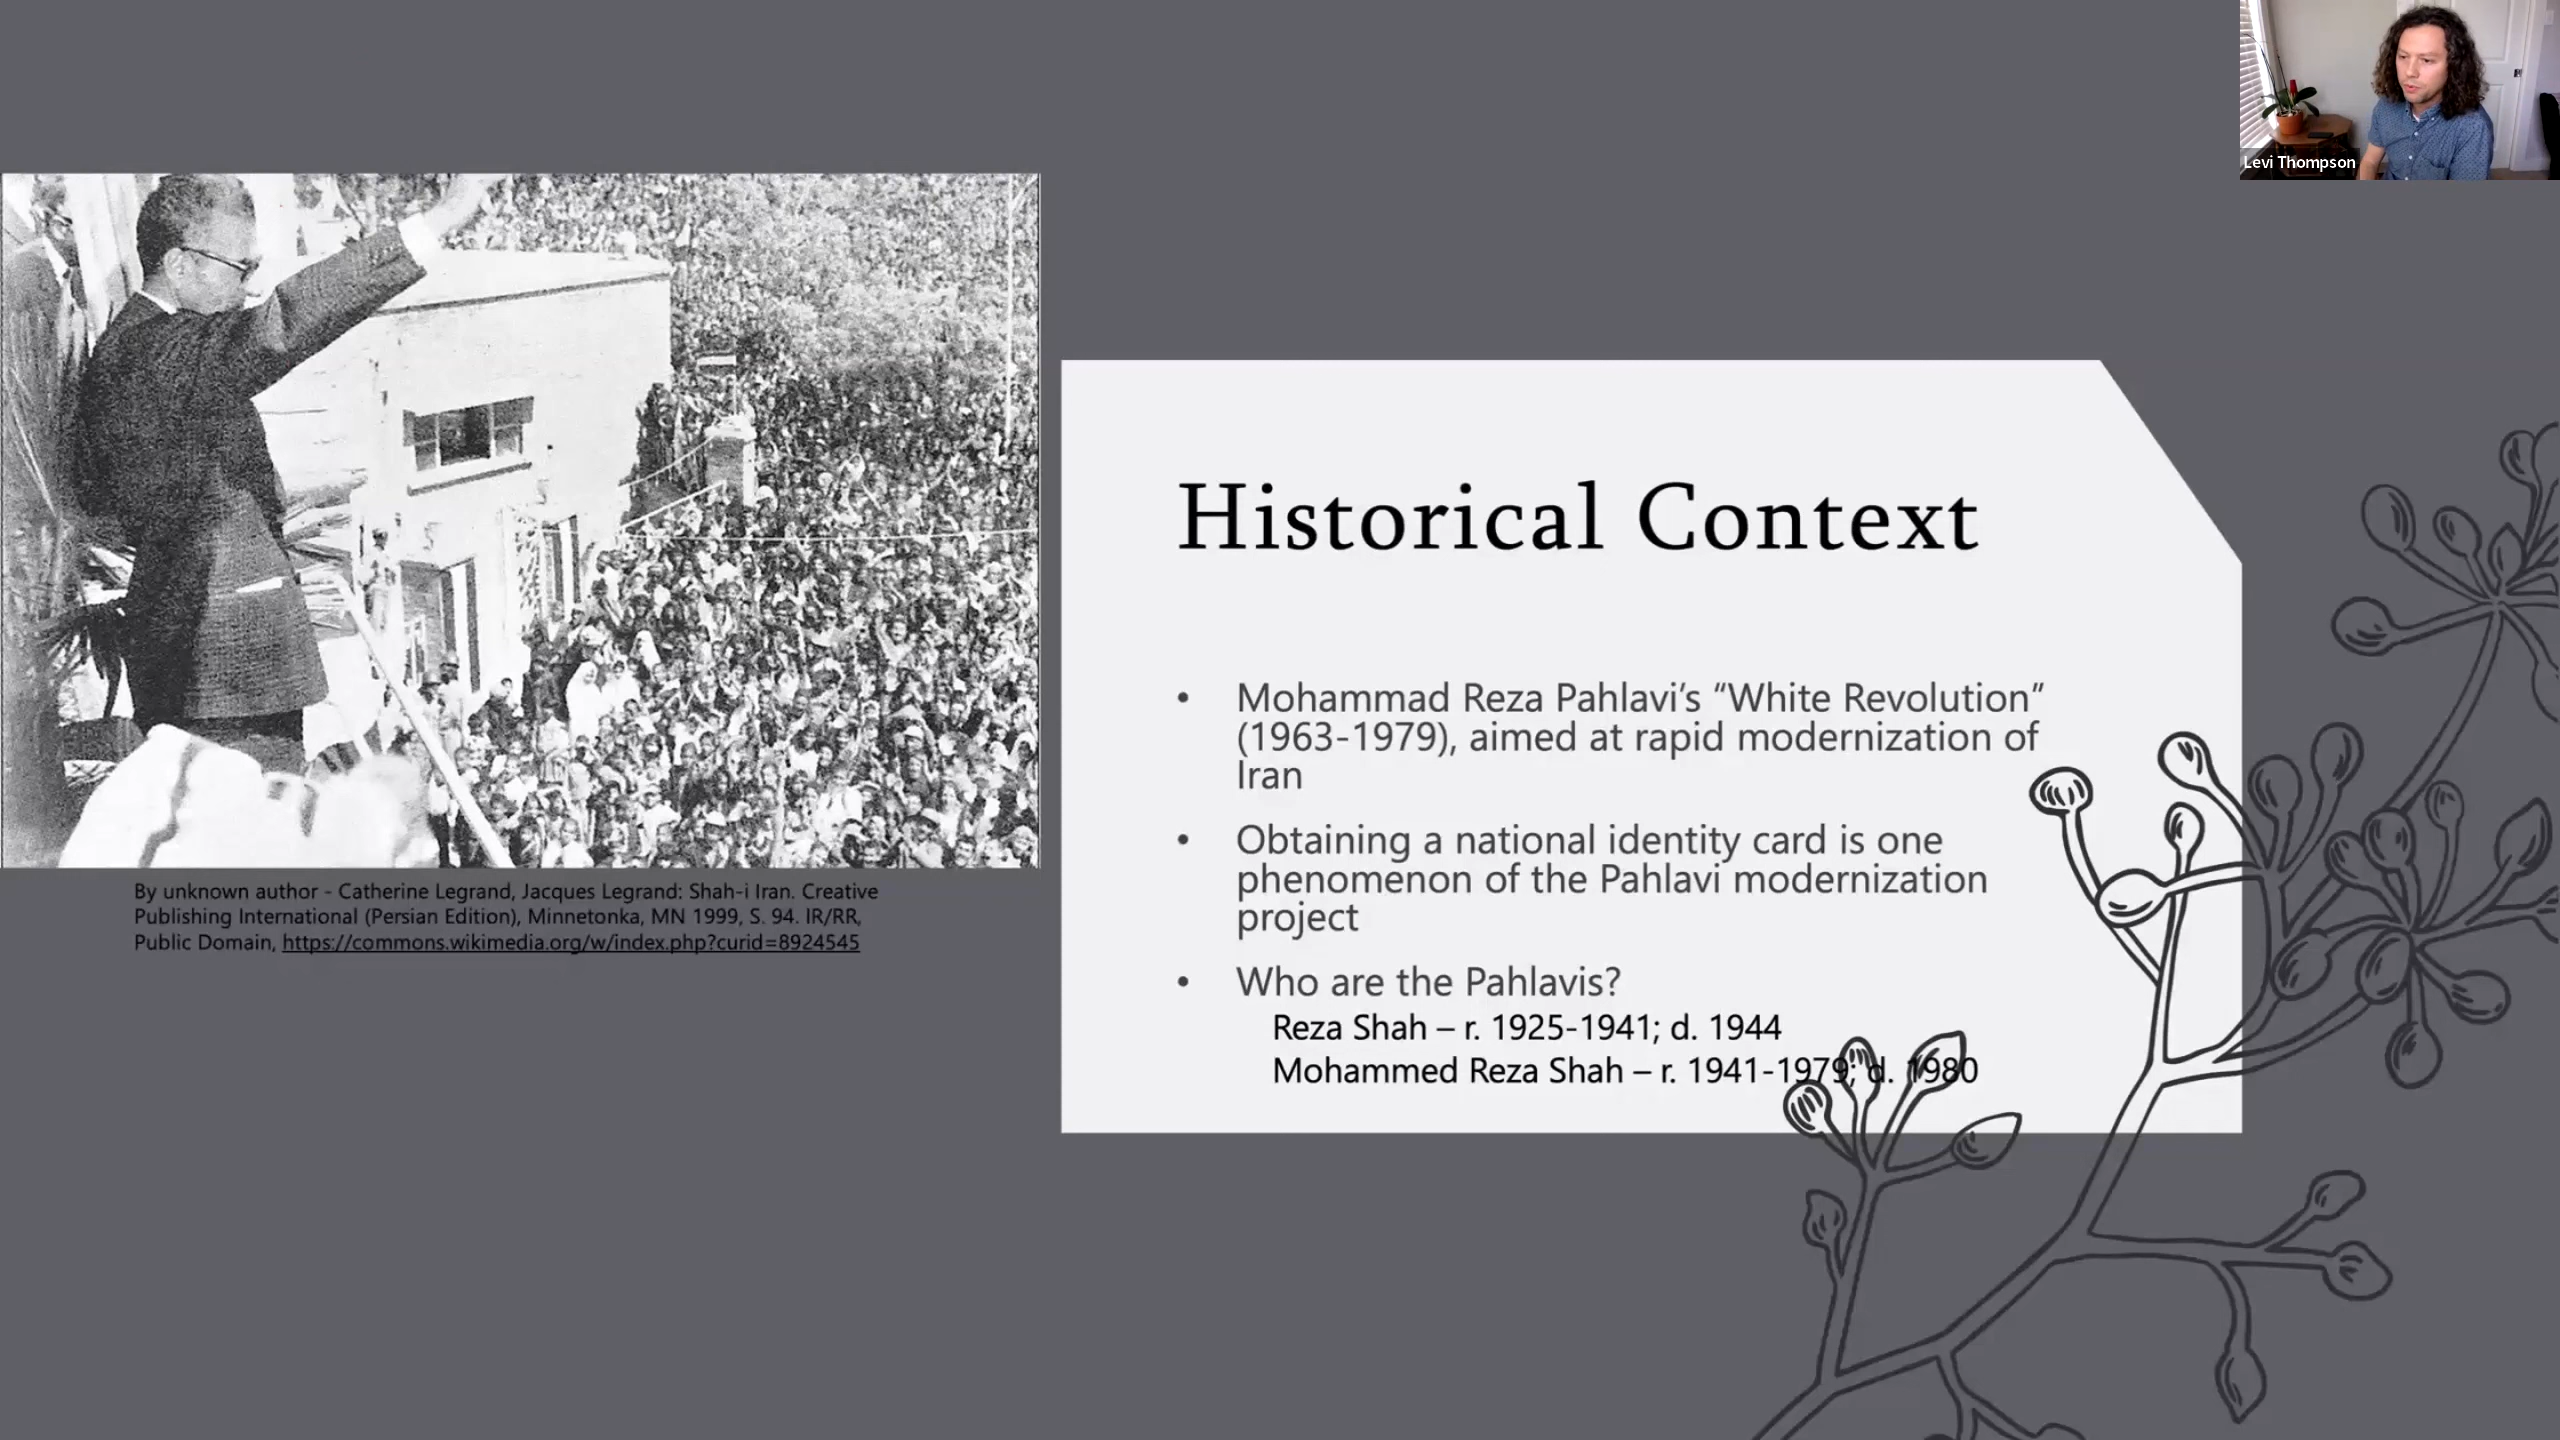 Levi Thompson
By unknown author - Catherine Legrand, Jacques Legrand: Shah-i Iran. Creative
Publishing International (Persian Edition), Minnetonka, MN 1999, S. 94. IR/RR,
Public Domain, https://commons.wikimedia.org/w/index.php?curid=8924545
Historical Context
• Mohammad Reza Pahlavi’s “White Revolution”
(1963-1979), aimed at rapid modernization of
Iran
• Obtaining a national identity card is one
phenomenon of the Pahlavi modernization
project
• Who are the Pahlavis?
Reza Shah – r. 1925-1941; d. 1944
Mohammed Reza Shah – r. 1941-1979; d. 1980